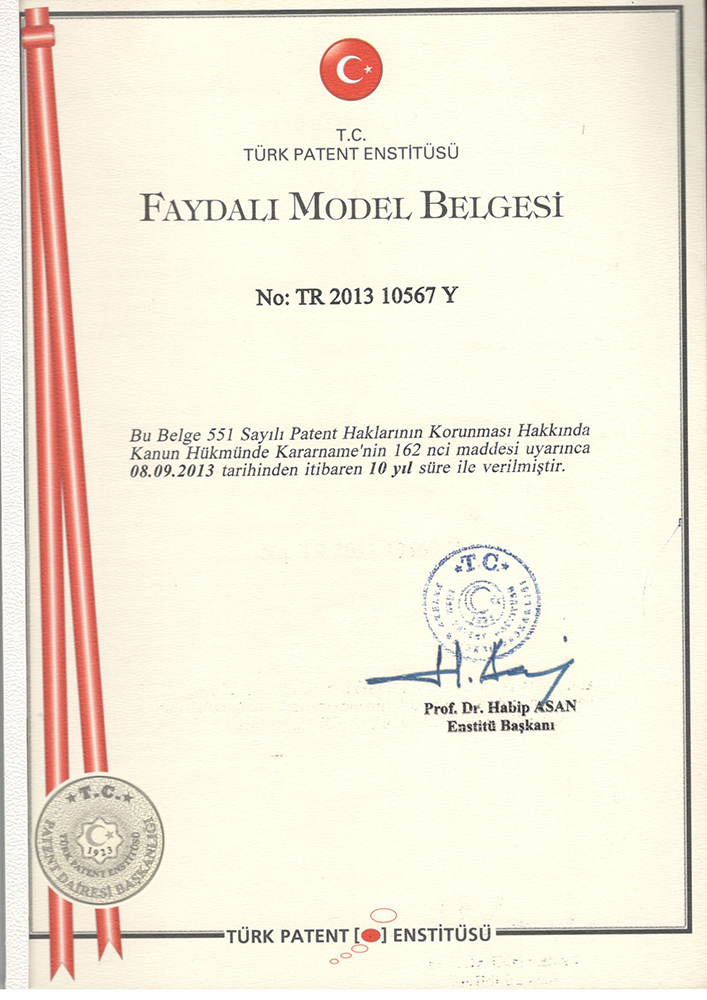 T.C.
TÜRK PATENT ENSTİTÜSÜ
FAYDALI MODEL BELGESİ
No: TR 2013 10567 Y
Bu Belge 551 Sayılı Patent Haklarının Korunması Hakkında
Kanun Hükmünde Kararname'nin 162 nci maddesi uyarınca
08.09.2013 tarihinden itibaren 10 yıl süre ile verilmiştir.
T.C.
H. Asan
Prof. Dr. Habip ASAN
Enstitü Başkanı
T.C.
TÜRK PATENT ENSTİTÜSÜ
1923
PATENT DAİRESİ BAŞKANLIĞI
TÜRK PATENT [ ] ENSTİTÜSÜ